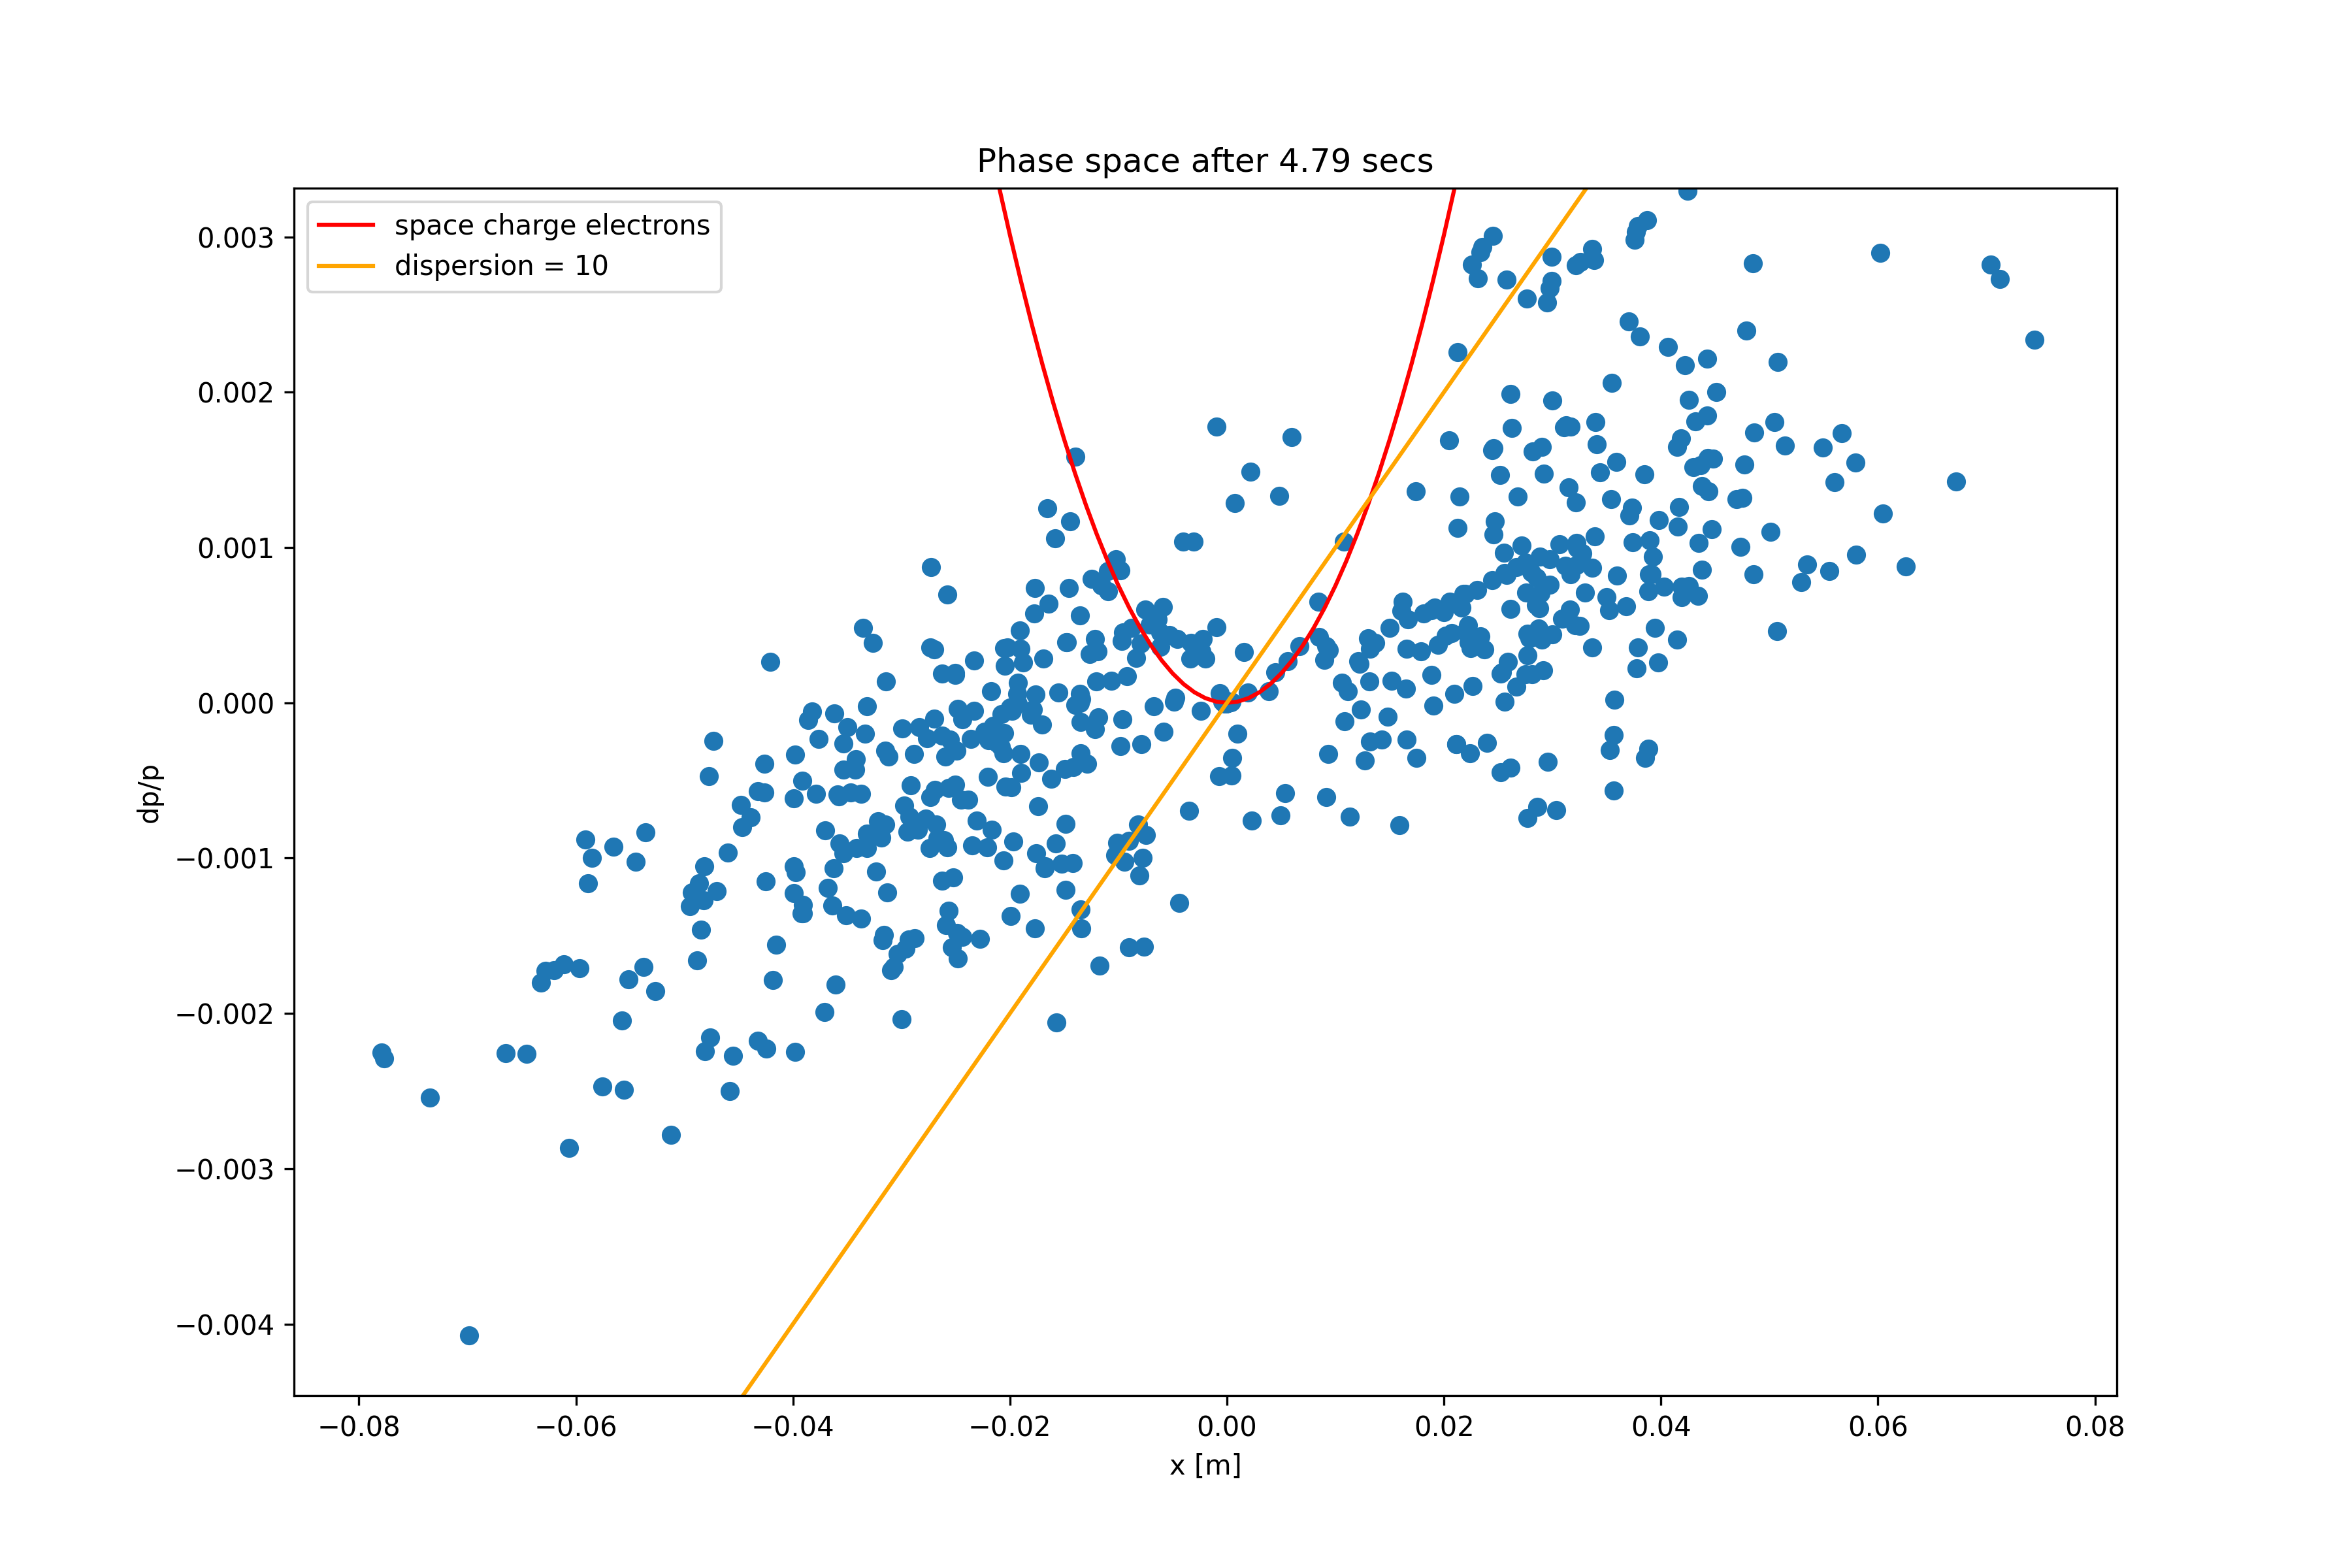 Phase space after 4.79 secs
space charge electrons
dispersion = 10
0.003
0.002
0.001
0.000
−0.001
−0.002
−0.003
−0.004
dp/p
−0.08 −0.06 −0.04 −0.02 0.00 0.02 0.04 0.06 0.08
x [m]